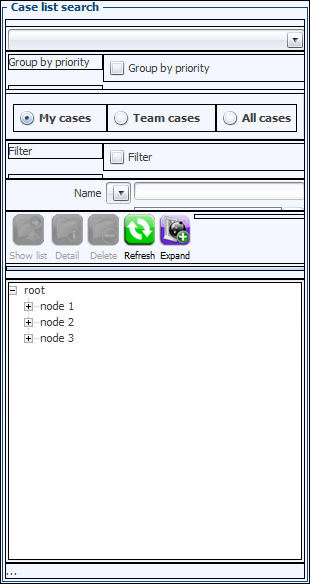 Case list search
Group by priority
Group by priority
My cases
Team cases
All cases
Filter
Filter
Name
Show list
Detail
Delete
Refresh
Expand
root
node 1
node 2
node 3
...